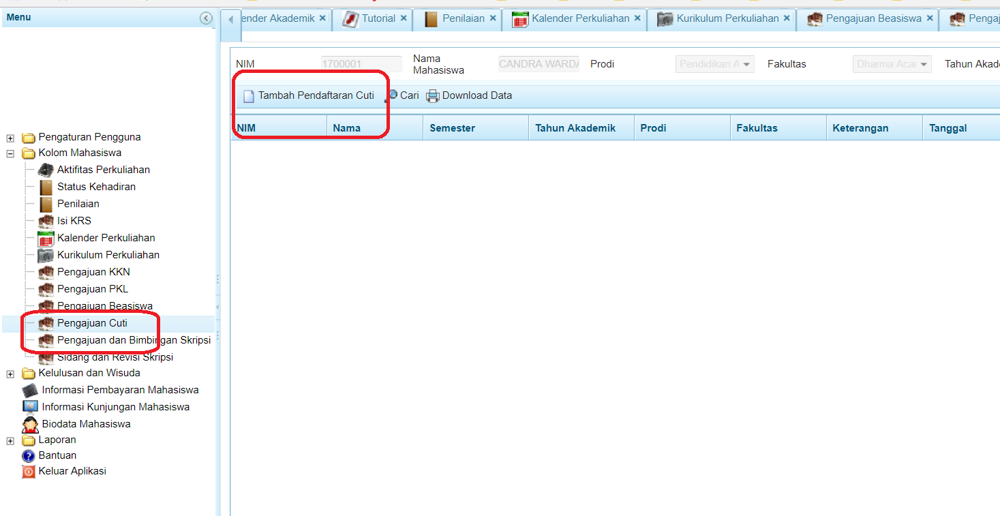 Menu
Pengaturan Pengguna
Kolom Mahasiswa
Aktifitas Perkuliahan
Status Kehadiran
Penilaian
Isi KRS
Kalender Perkuliahan
Kurikulum Perkuliahan
Pengajuan KKN
Pengajuan PKL
Pengajuan Beasiswa
Pengajuan Cuti
Pengajuan dan Bimbingan Skripsi
Sidang dan Revisi Skripsi
Kelulusan dan Wisuda
Informasi Pembayaran Mahasiswa
Informasi Kunjungan Mahasiswa
Biodata Mahasiswa
Laporan
Bantuan
Keluar Aplikasi
ender Akademik Tutorial Penilaian Kalender Perkuliahan Kurikulum Perkuliahan Pengajuan Beasiswa Pengaj
NIM 1700001 Nama Mahasiswa CANDRA WARDA Prodi Pendidikan A Fakultas Dharma Acar Tahun Akad
Tambah Pendaftaran Cuti Cari Download Data
NIM Nama Semester Tahun Akademik Prodi Fakultas Keterangan Tanggal